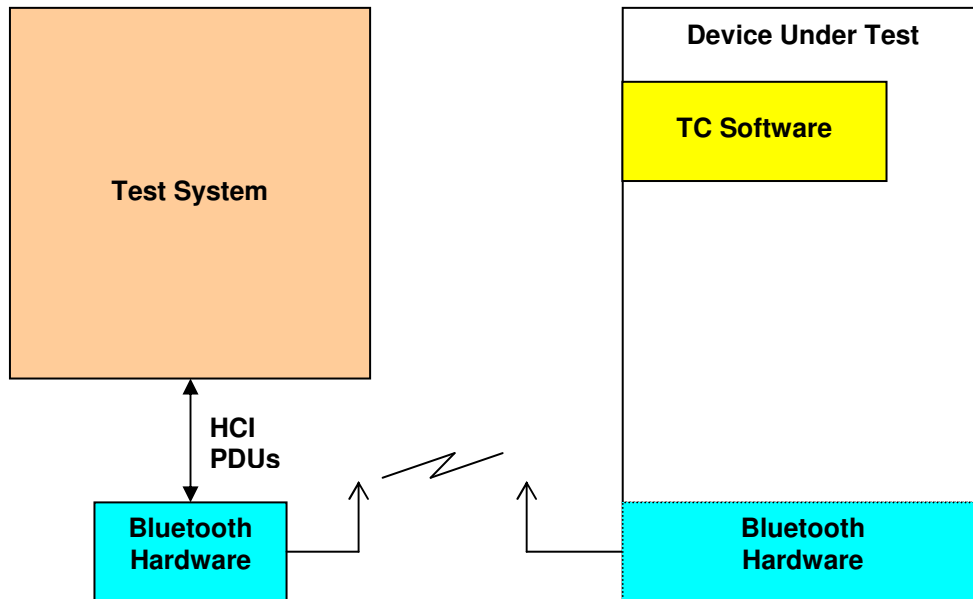 Device Under Test
TC Software
Test System
HCI
PDUs
Bluetooth
Hardware
Bluetooth
Hardware